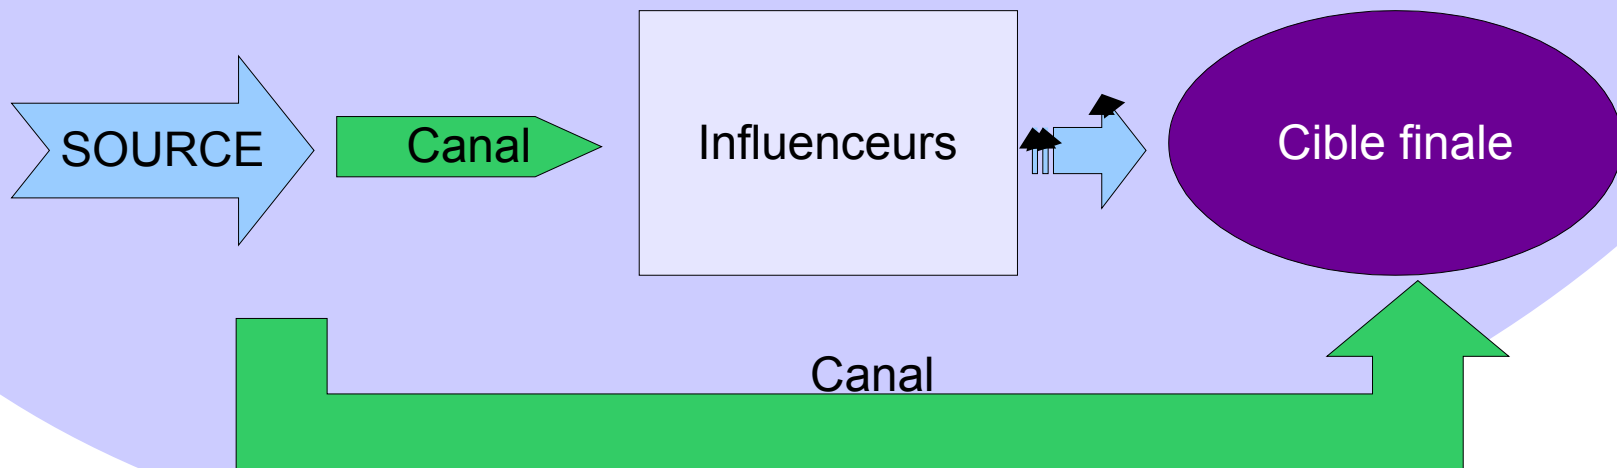 SOURCE
Canal
Influenceurs
Cible finale
Canal